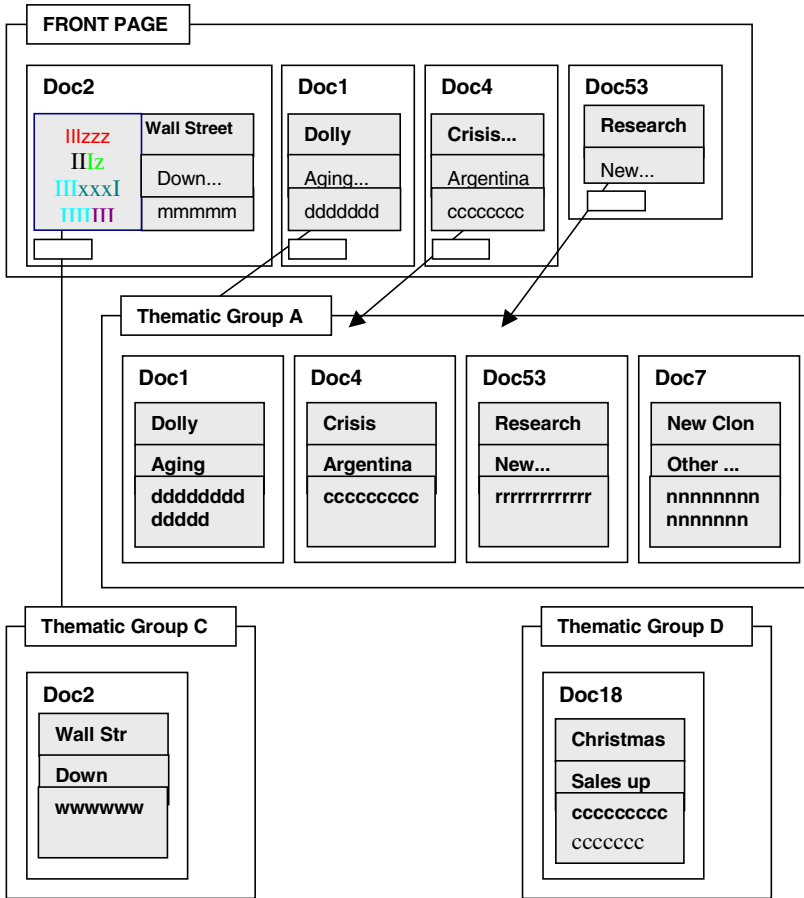 FRONT PAGE
Doc2
IIIzzz
IIIz
IIIxxxI
IIIIIII
Wall Street
Down...
mmmmm
Doc1
Dolly
Aging...
ddddddd
Doc4
Crisis...
Argentina
cccccccc
Doc53
Research
New...
Thematic Group A
Doc1
Dolly
Aging
dddddddd
ddddd
Doc4
Crisis
Argentina
ccccccccc
Doc53
Research
New...
rrrrrrrrrrrrr
Doc7
New Clon
Other ...
nnnnnnnn
nnnnnnn
Thematic Group C
Doc2
Wall Str
Down
wwwwww
Thematic Group D
Doc18
Christmas
Sales up
ccccccccc
ccccccc